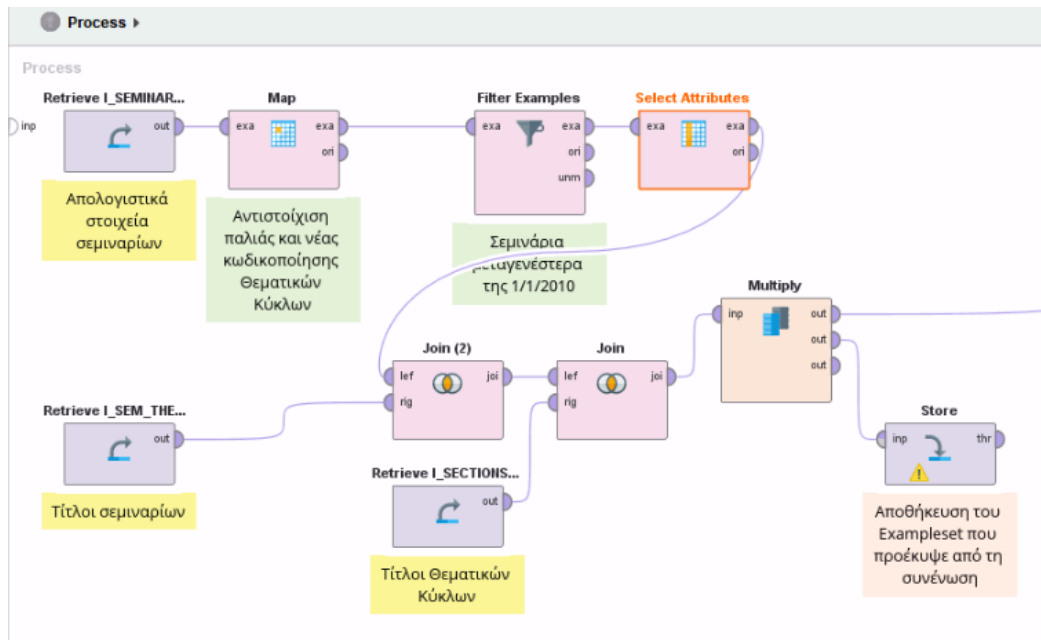 Process
Process
Retrieve I_SEMINAR...
Map
Filter Examples
Select Attributes
inp
out
exa
exa
ori
exa
exa
ori
unm
exa
exa
ori
Απολογιστικά
στοιχεία
σεμιναρίων
Αντιστοίχιση
παλιάς και νέας
κωδικοποίησης
Θεματικών
Κύκλων
Σεμινάρια
μεταγενέστερα
της 1/1/2010
Multiply
inp
out
out
out
Join (2)
lef
rig
joi
Join
lef
rig
joi
Retrieve I_SEM_THE...
out
Τίτλοι σεμιναρίων
Retrieve I_SECTIONS...
out
Τίτλοι Θεματικών
Κύκλων
Store
inp
thr
Αποθήκευση του
Exampleset που
προέκυψε από τη
συνένωση